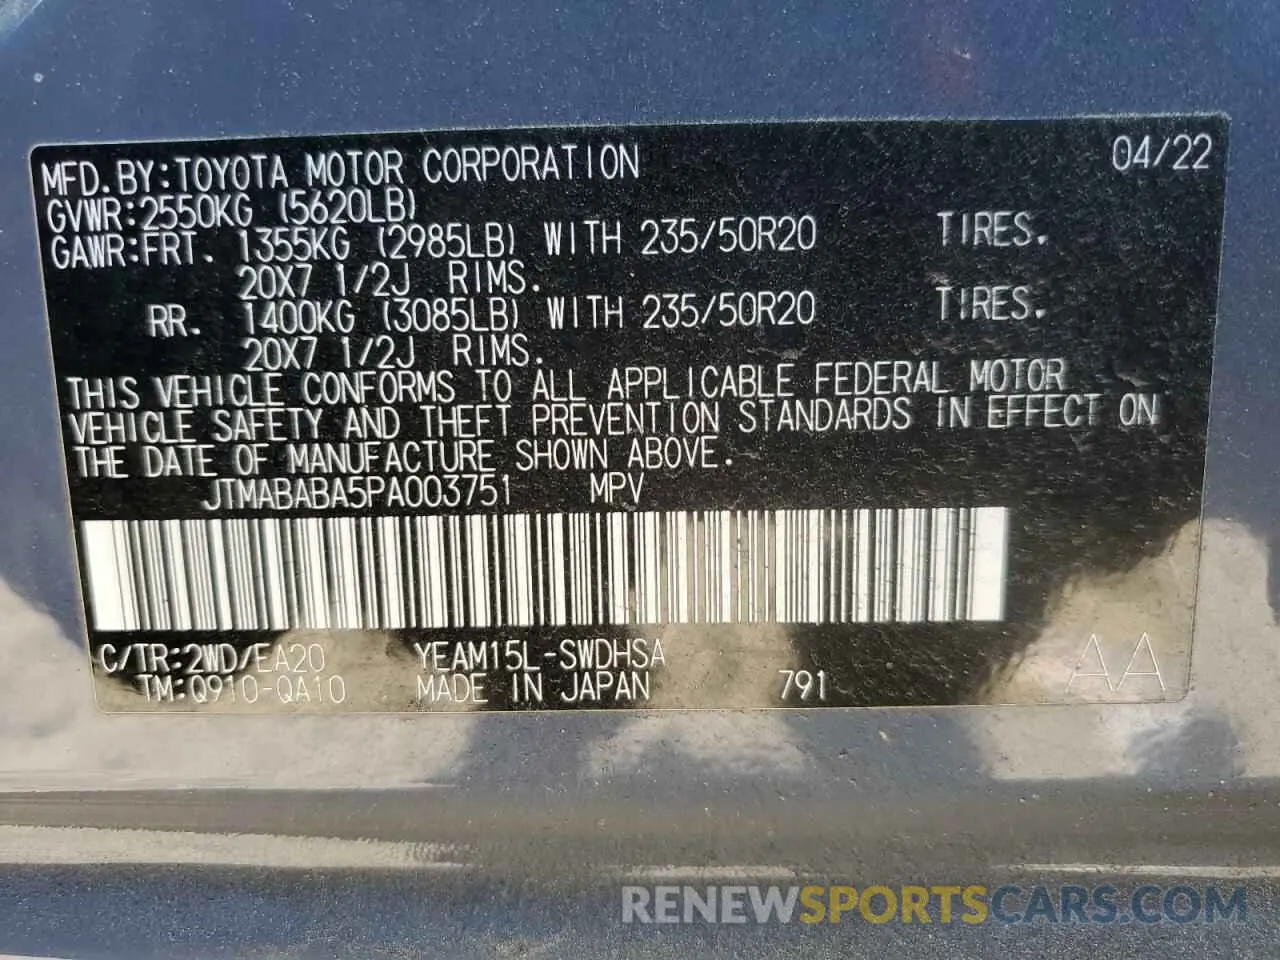 MFD.BY:TOYOTA MOTOR CORPORATION 04/22
GVWR:2550KG (5620LB)
GAWR:FRT. 1355KG (2985LB) WITH 235/50R20 TIRES.
20X7 1/2J RIMS.
RR. 1400KG (3085LB) WITH 235/50R20 TIRES.
20X7 1/2J RIMS.
THIS VEHICLE CONFORMS TO ALL APPLICABLE FEDERAL MOTOR
VEHICLE SAFETY AND THEFT PREVENTION STANDARDS IN EFFECT ON
THE DATE OF MANUFACTURE SHOWN ABOVE.
JTMABABA5PA003751 MPV
C/TR:2WD/EA20 YEAM15L-SWDHSA
TM:Q910-QA10 MADE IN JAPAN 791 AA
RENEWSPORTSCARS.COM